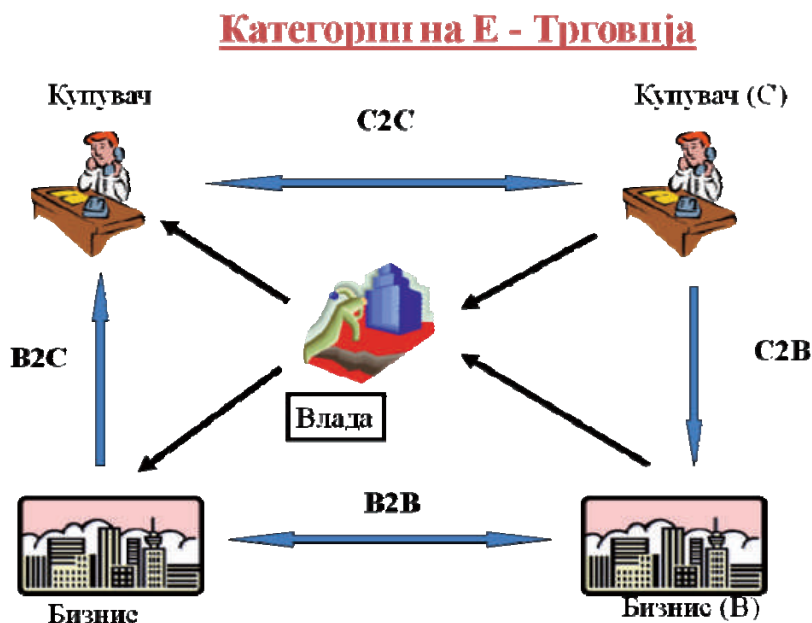 Категории на Е - Трговија
Купувач
Купувач (C)
C2C
B2C
C2B
Влада
B2B
Бизнис
Бизнис (B)